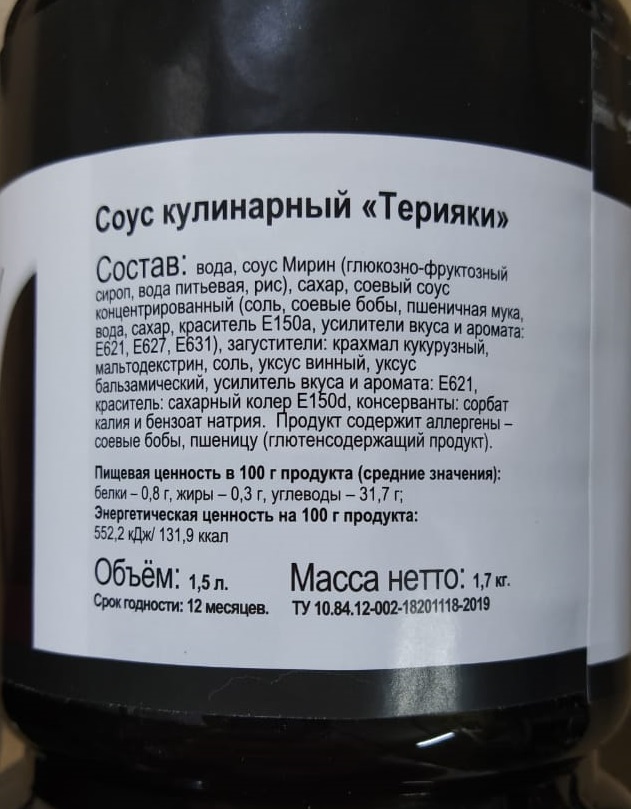 Соус кулинарный «Терияки»
Состав: вода, соус Мирин (глюкозно-фруктозный
сироп, вода питьевая, рис), сахар, соевый соус
концентрированный (соль, соевые бобы, пшеничная мука,
вода, сахар, краситель Е150а, усилители вкуса и аромата:
Е621, Е627, Е631), загустители: крахмал кукурузный,
мальтодекстрин, соль, уксус винный, уксус
бальзамический, усилитель вкуса и аромата: Е621,
краситель: сахарный колер E150d, консерванты: сорбат
калия и бензоат натрия. Продукт содержит аллергены –
соевые бобы, пшеницу (глютенсодержащий продукт).
Пищевая ценность в 100 г продукта (средние значения):
белки – 0,8 г, жиры – 0,3 г, углеводы – 31,7 г;
Энергетическая ценность на 100 г продукта:
552,2 кДж/ 131,9 ккал
Объём: 1,5 л. Масса нетто: 1,7 кг.
Срок годности: 12 месяцев. ТУ 10.84.12-002-18201118-2019